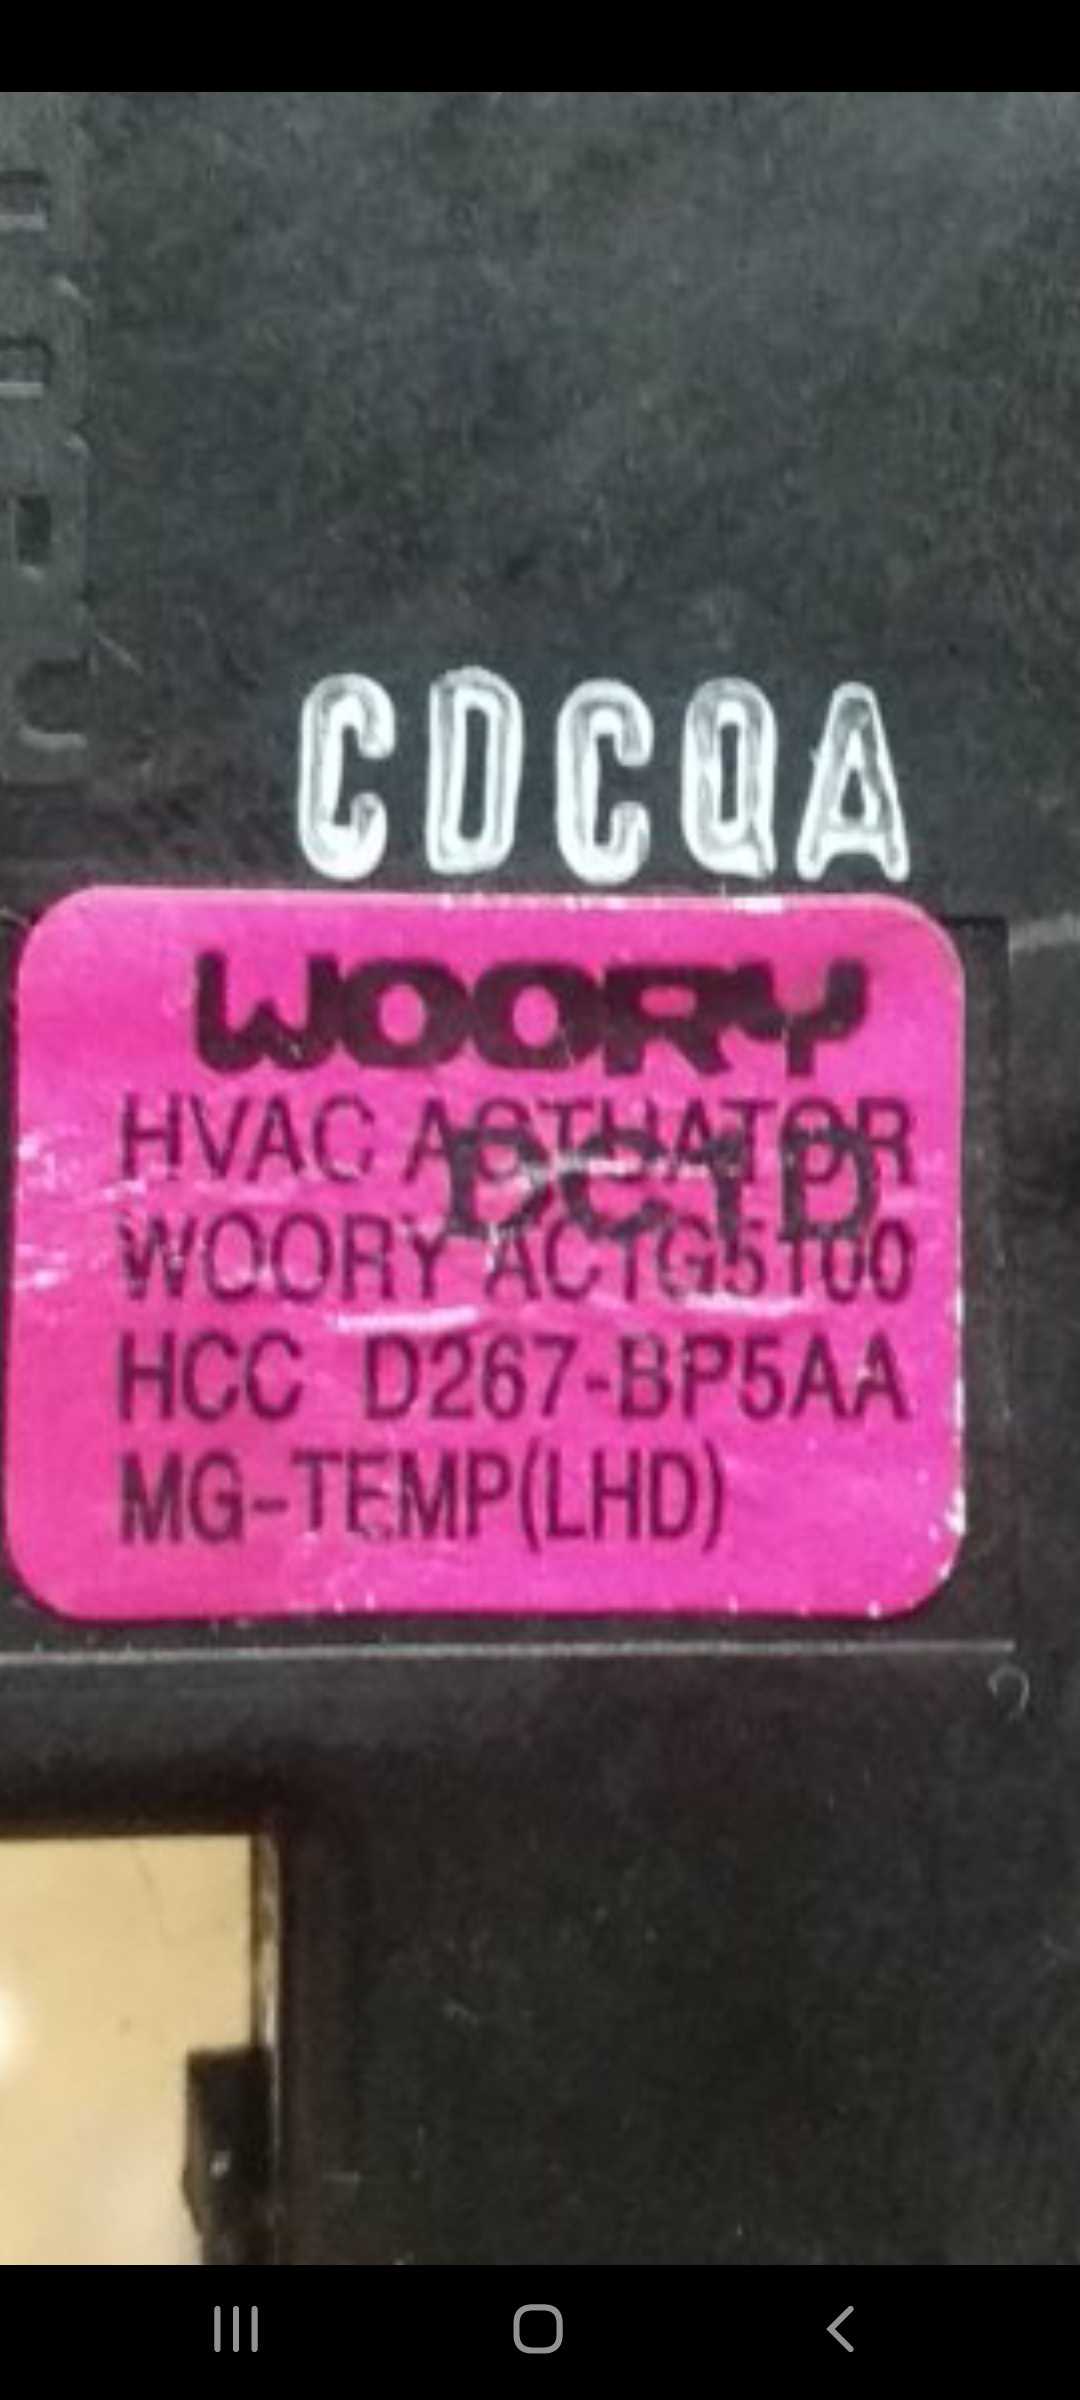 CDCQA
WOORY
HVAC ACTUATOR
DC1D
WOORY ACTG5100
HCC D267-BP5AA
MG-TEMP(LHD)